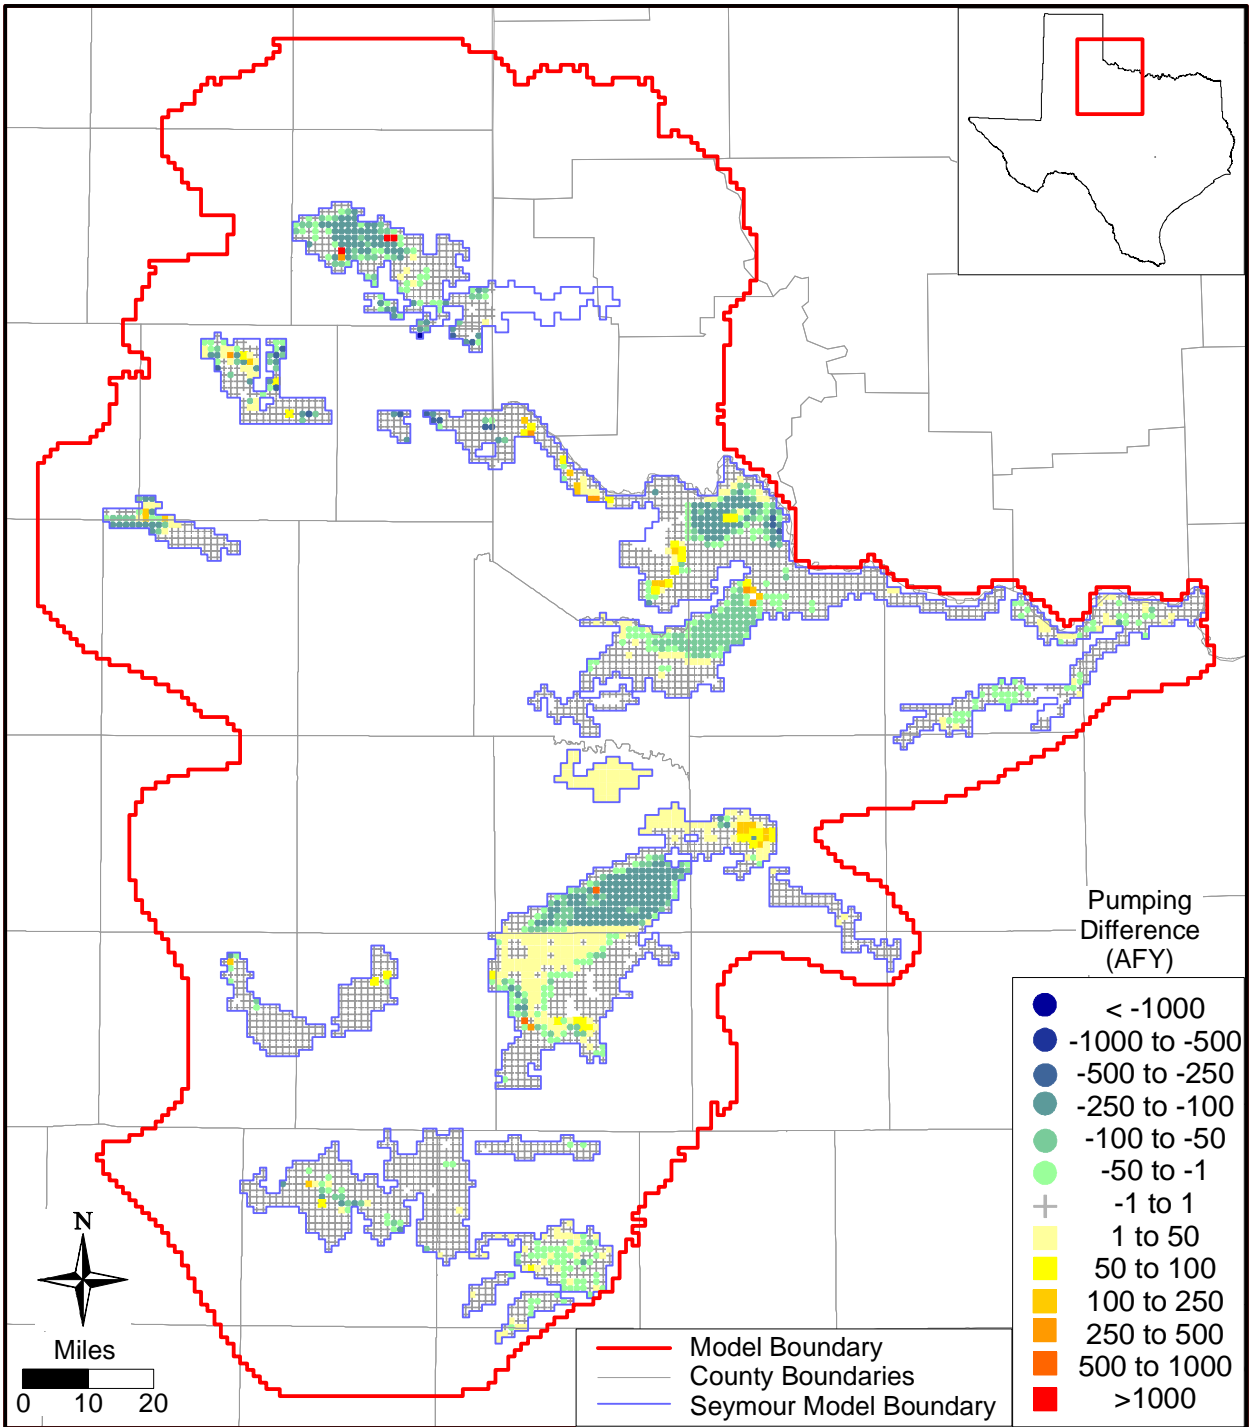 Pumping
Difference
(AFY)
< -1000
-1000 to -500
-500 to -250
-250 to -100
-100 to -50
-50 to -1
-1 to 1
1 to 50
50 to 100
100 to 250
250 to 500
500 to 1000
>1000
N
Miles
0 10 20
Model Boundary
County Boundaries
Seymour Model Boundary